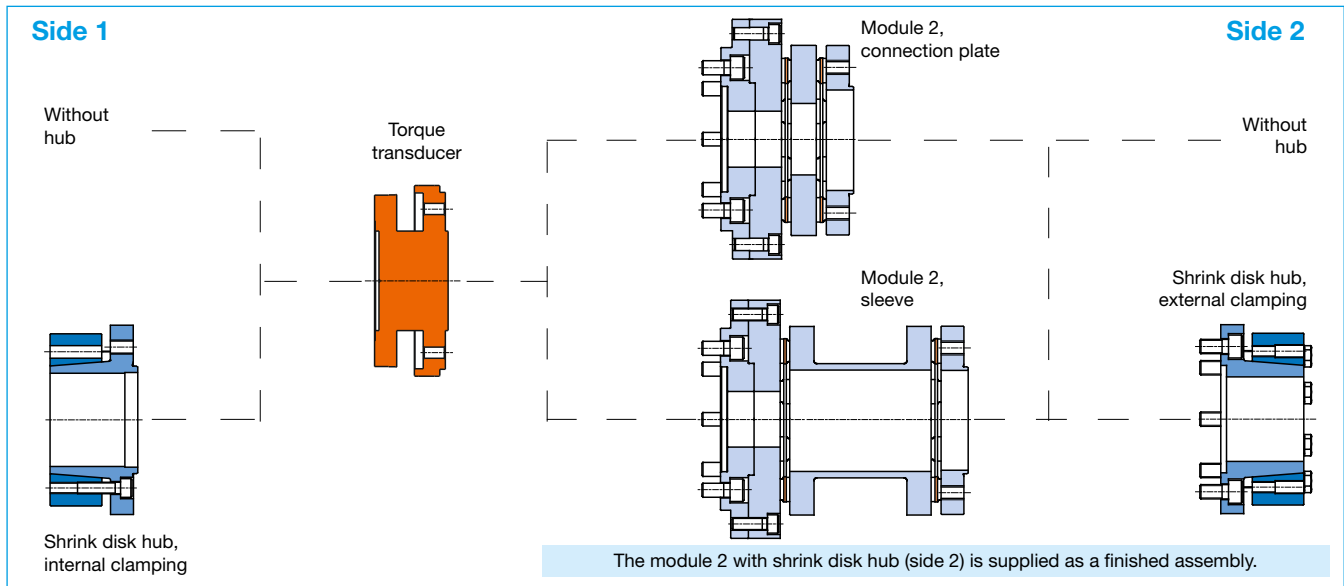 Side 1
Side 2
Module 2,
connection plate
Without
hub
Torque
transducer
Without
hub
Module 2,
sleeve
Shrink disk hub,
external clamping
Shrink disk hub,
internal clamping
The module 2 with shrink disk hub (side 2) is supplied as a finished assembly.